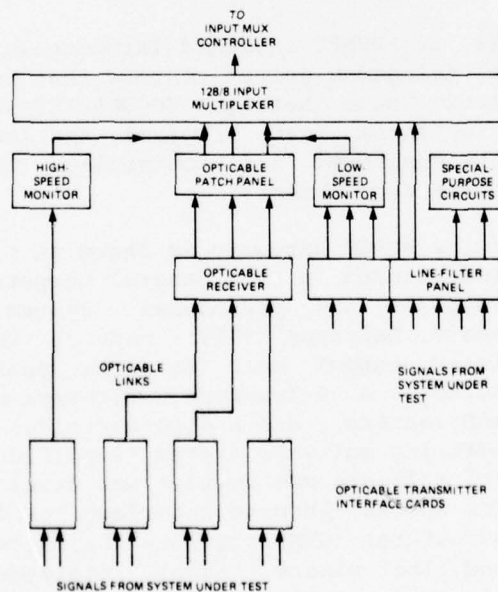 TO
INPUT MUX
CONTROLLER
128/8 INPUT
MULTIPLEXER
HIGH-
SPEED
MONITOR
OPTICABLE
PATCH PANEL
LOW-
SPEED
MONITOR
SPECIAL-
PURPOSE
CIRCUITS
OPTICABLE
RECEIVER
LINE-FILTER
PANEL
OPTICABLE
LINKS
SIGNALS FROM
SYSTEM UNDER
TEST
OPTICABLE TRANSMITTER
INTERFACE CARDS
SIGNALS FROM SYSTEM UNDER TEST